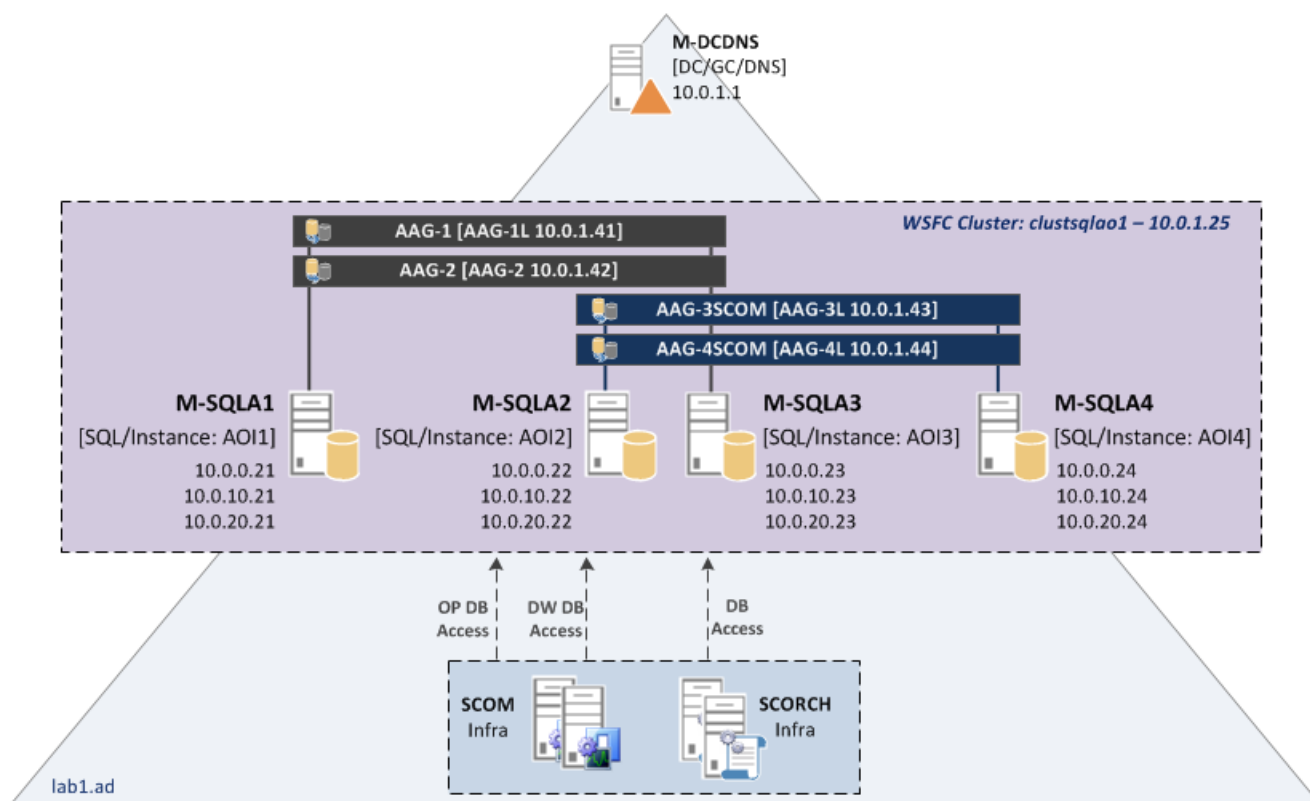 M-DCDNS
[DC/GC/DNS]
10.0.1.1
WSFC Cluster: clustsqlao1 – 10.0.1.25
AAG-1 [AAG-1L 10.0.1.41]
AAG-2 [AAG-2 10.0.1.42]
AAG-3SCOM [AAG-3L 10.0.1.43]
AAG-4SCOM [AAG-4L 10.0.1.44]
M-SQLA1
[SQL/Instance: AOI1]
10.0.0.21
10.0.10.21
10.0.20.21
M-SQLA2
[SQL/Instance: AOI2]
10.0.0.22
10.0.10.22
10.0.20.22
M-SQLA3
[SQL/Instance: AOI3]
10.0.0.23
10.0.10.23
10.0.20.23
M-SQLA4
[SQL/Instance: AOI4]
10.0.0.24
10.0.10.24
10.0.20.24
OP DB
Access
DW DB
Access
DB
Access
SCOM
Infra
SCORCH
Infra
lab1.ad